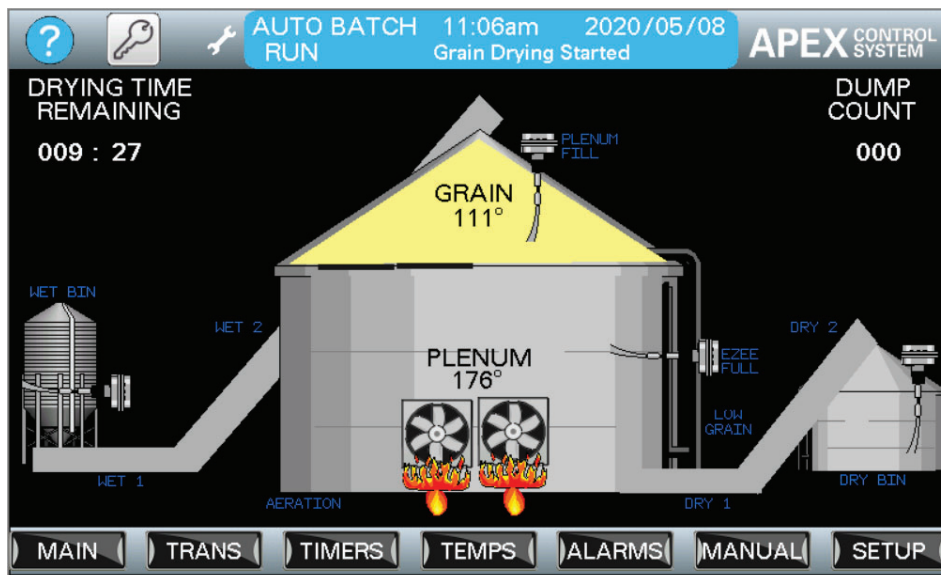 ?
AUTO BATCH 11:06am 2020/05/08
RUN Grain Drying Started
APEX CONTROL SYSTEM
DRYING TIME
REMAINING
009 : 27
DUMP
COUNT
000
PLENUM
FILL
GRAIN
111°
WET BIN
WET 2
DRY 2
PLENUM
176°
EZEE
FULL
LOW
GRAIN
WET 1
AERATION
DRY 1
DRY BIN
MAIN TRANS TIMERS TEMPS ALARMS MANUAL SETUP